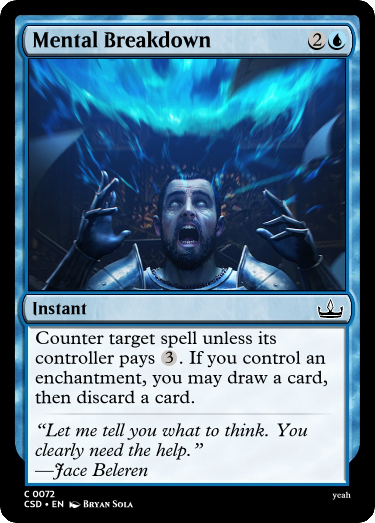 Mental Breakdown 2
Instant
Counter target spell unless its
controller pays 3. If you control an
enchantment, you may draw a card,
then discard a card.
“Let me tell you what to think. You
clearly need the help.”
—Jace Beleren
C 0072
CSD • EN Bryan Sola
yeah